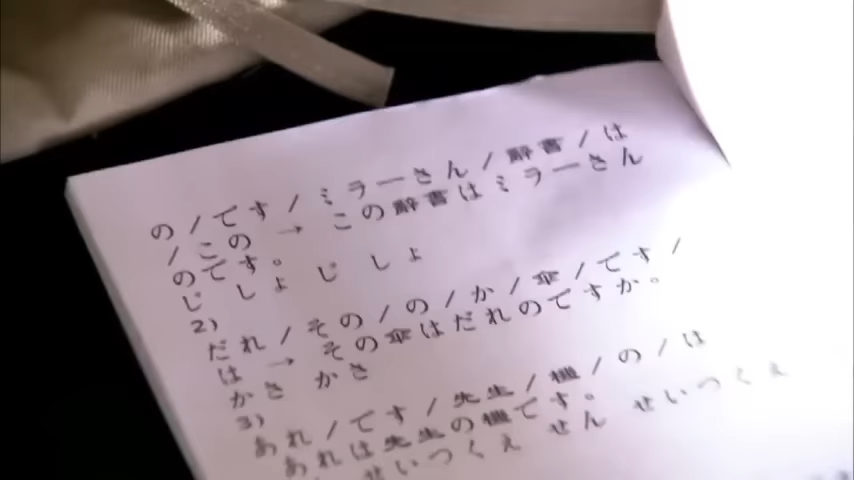 の / です / ミラーさん / 辞書 / は
/ この → この辞書はミラーさん
のです。
じ しょ じ しょ
2)
だれ / その / の / か / 傘 / です /
は → その傘はだれのですか。
かさ かさ
3)
あれ / です / 先生 / 機 / の / は
あれは先生の機です。
せいつくえ せん せいつくえ